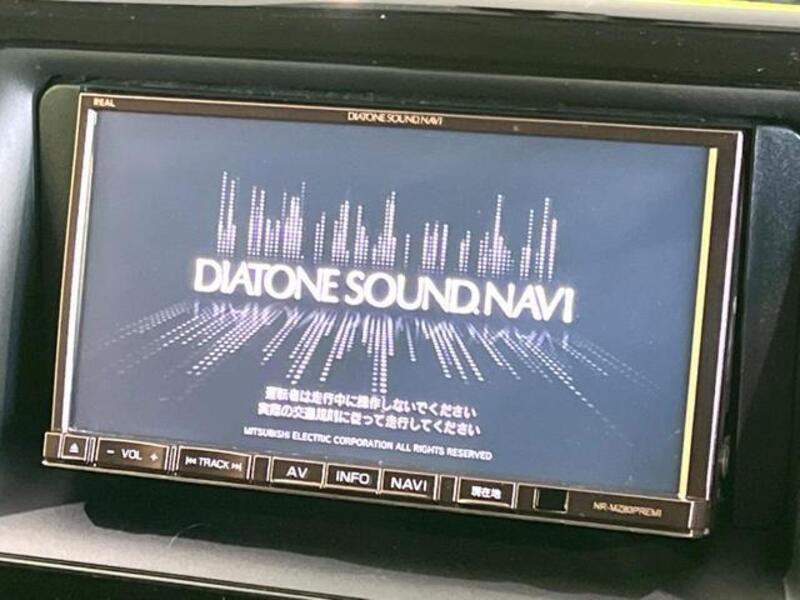 REAL
DIATONE SOUND.NAVI
DIATONE SOUND.NAVI
運転者は走行中に操作しないでください
実際の交通規制に従って走行してください
MITSUBISHI ELECTRIC CORPORATION ALL RIGHTS RESERVED
- VOL +
TRACK
AV
INFO
NAVI
現在地
NR-MZ80PREMI